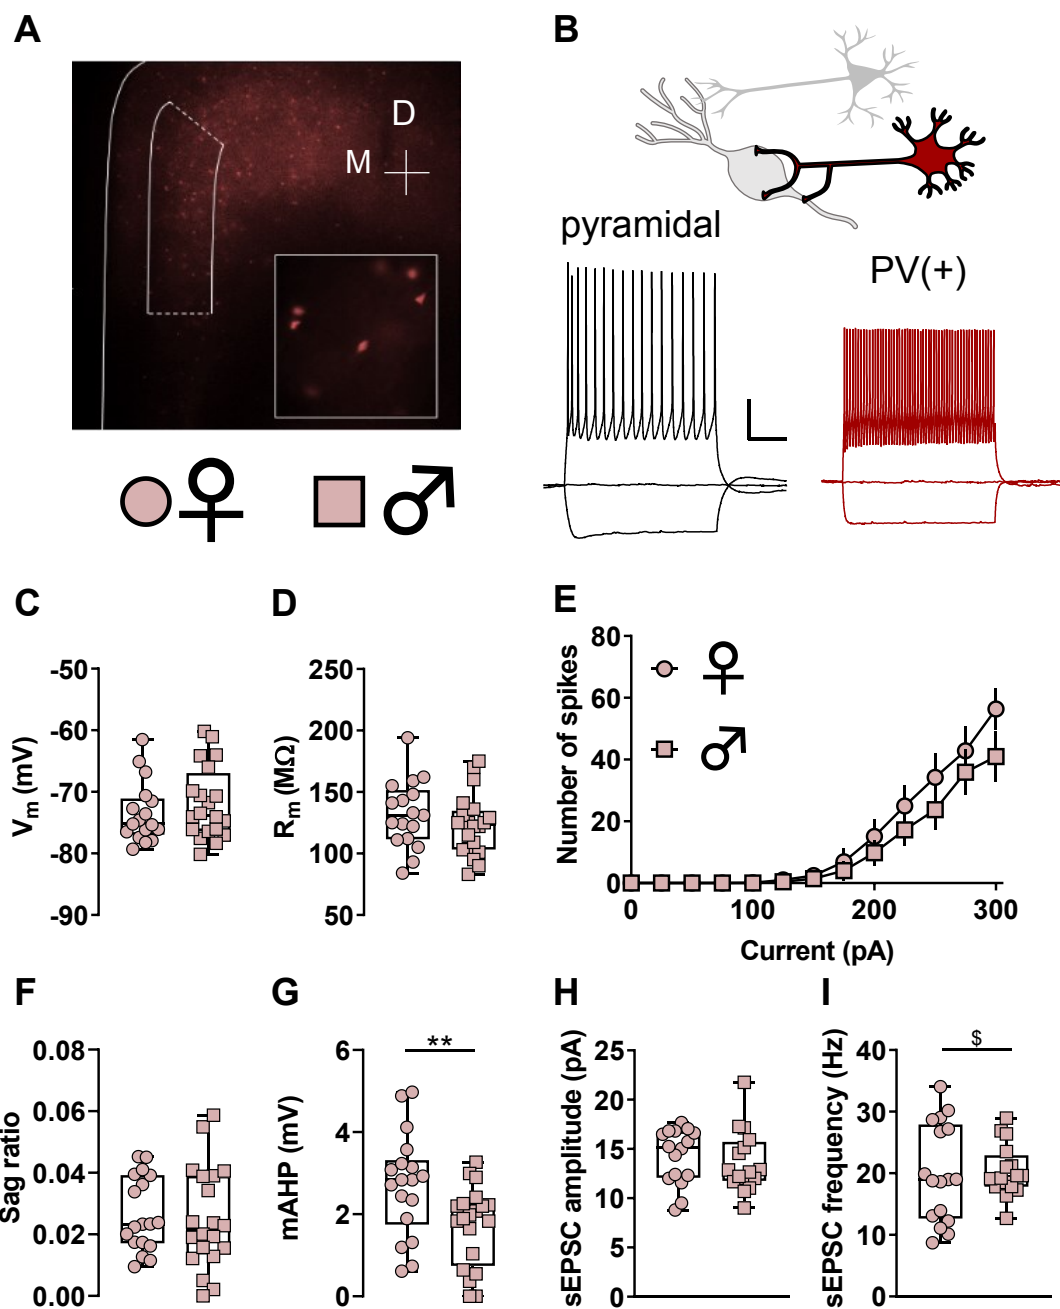 A
B
D
M
pyramidal
PV(+)
♀
♂
C
D
E
-50
-60
-70
-80
-90
Vm (mV)
250
200
150
100
50
Rm (MΩ)
80
60
40
20
0
Number of spikes
♀
♂
0
100
200
300
Current (pA)
F
G
H
I
0.08
0.06
0.04
0.02
0.00
Sag ratio
6
4
2
0
mAHP (mV)
**
25
20
15
10
5
0
sEPSC amplitude (pA)
40
30
20
10
0
sEPSC frequency (Hz)
$